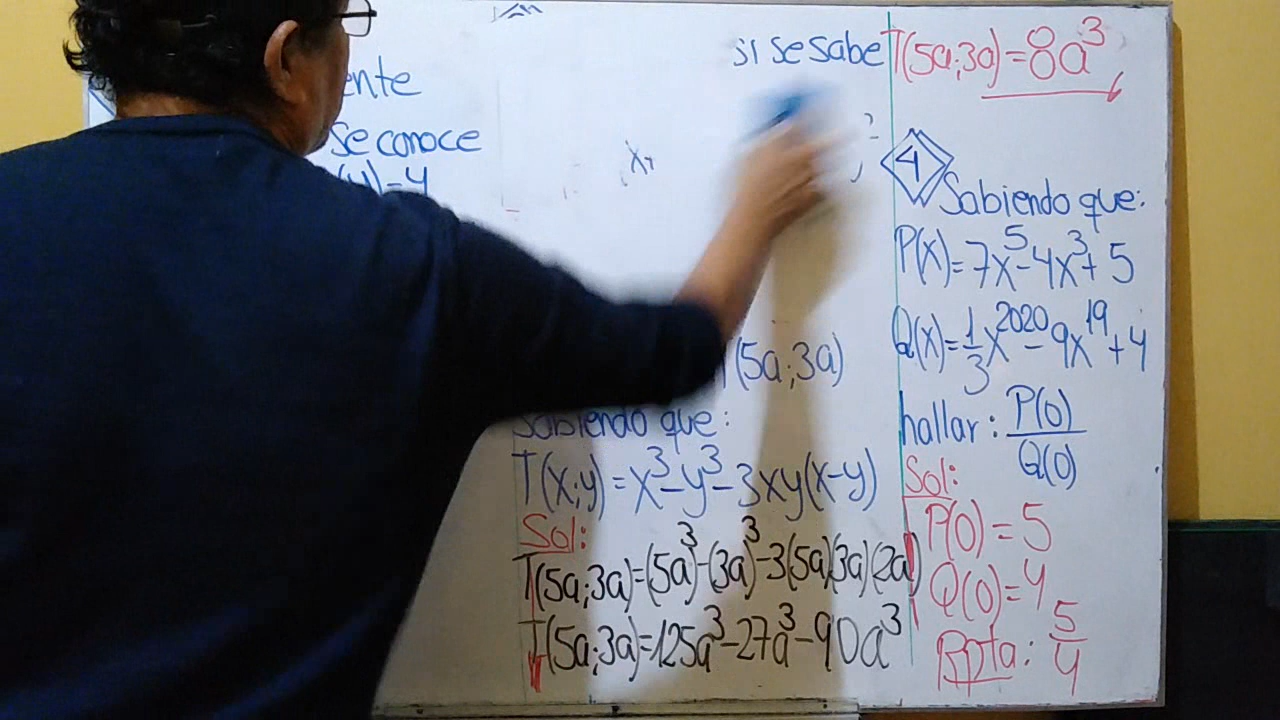 ente
Se conoce
(4)=4
si se sabe
x,
(5a;3a)
Sabiendo que:
T(x;y)=x³-y³-3xy(x-y)
Sol:
T(5a;3a)=(5a)³-(3a)³-3(5a)(3a)(2a)
T(5a;3a)=125a³-27a³-90a³
T(5a;3a)=8a³
4
Sabiendo que:
P(x)=7x⁵-4x³+5
Q(x)=1/3x²⁰²⁰-9x¹⁹+4
hallar: P(0)/Q(0)
Sol:
P(0)=5
Q(0)=4
Rpta: 5/4